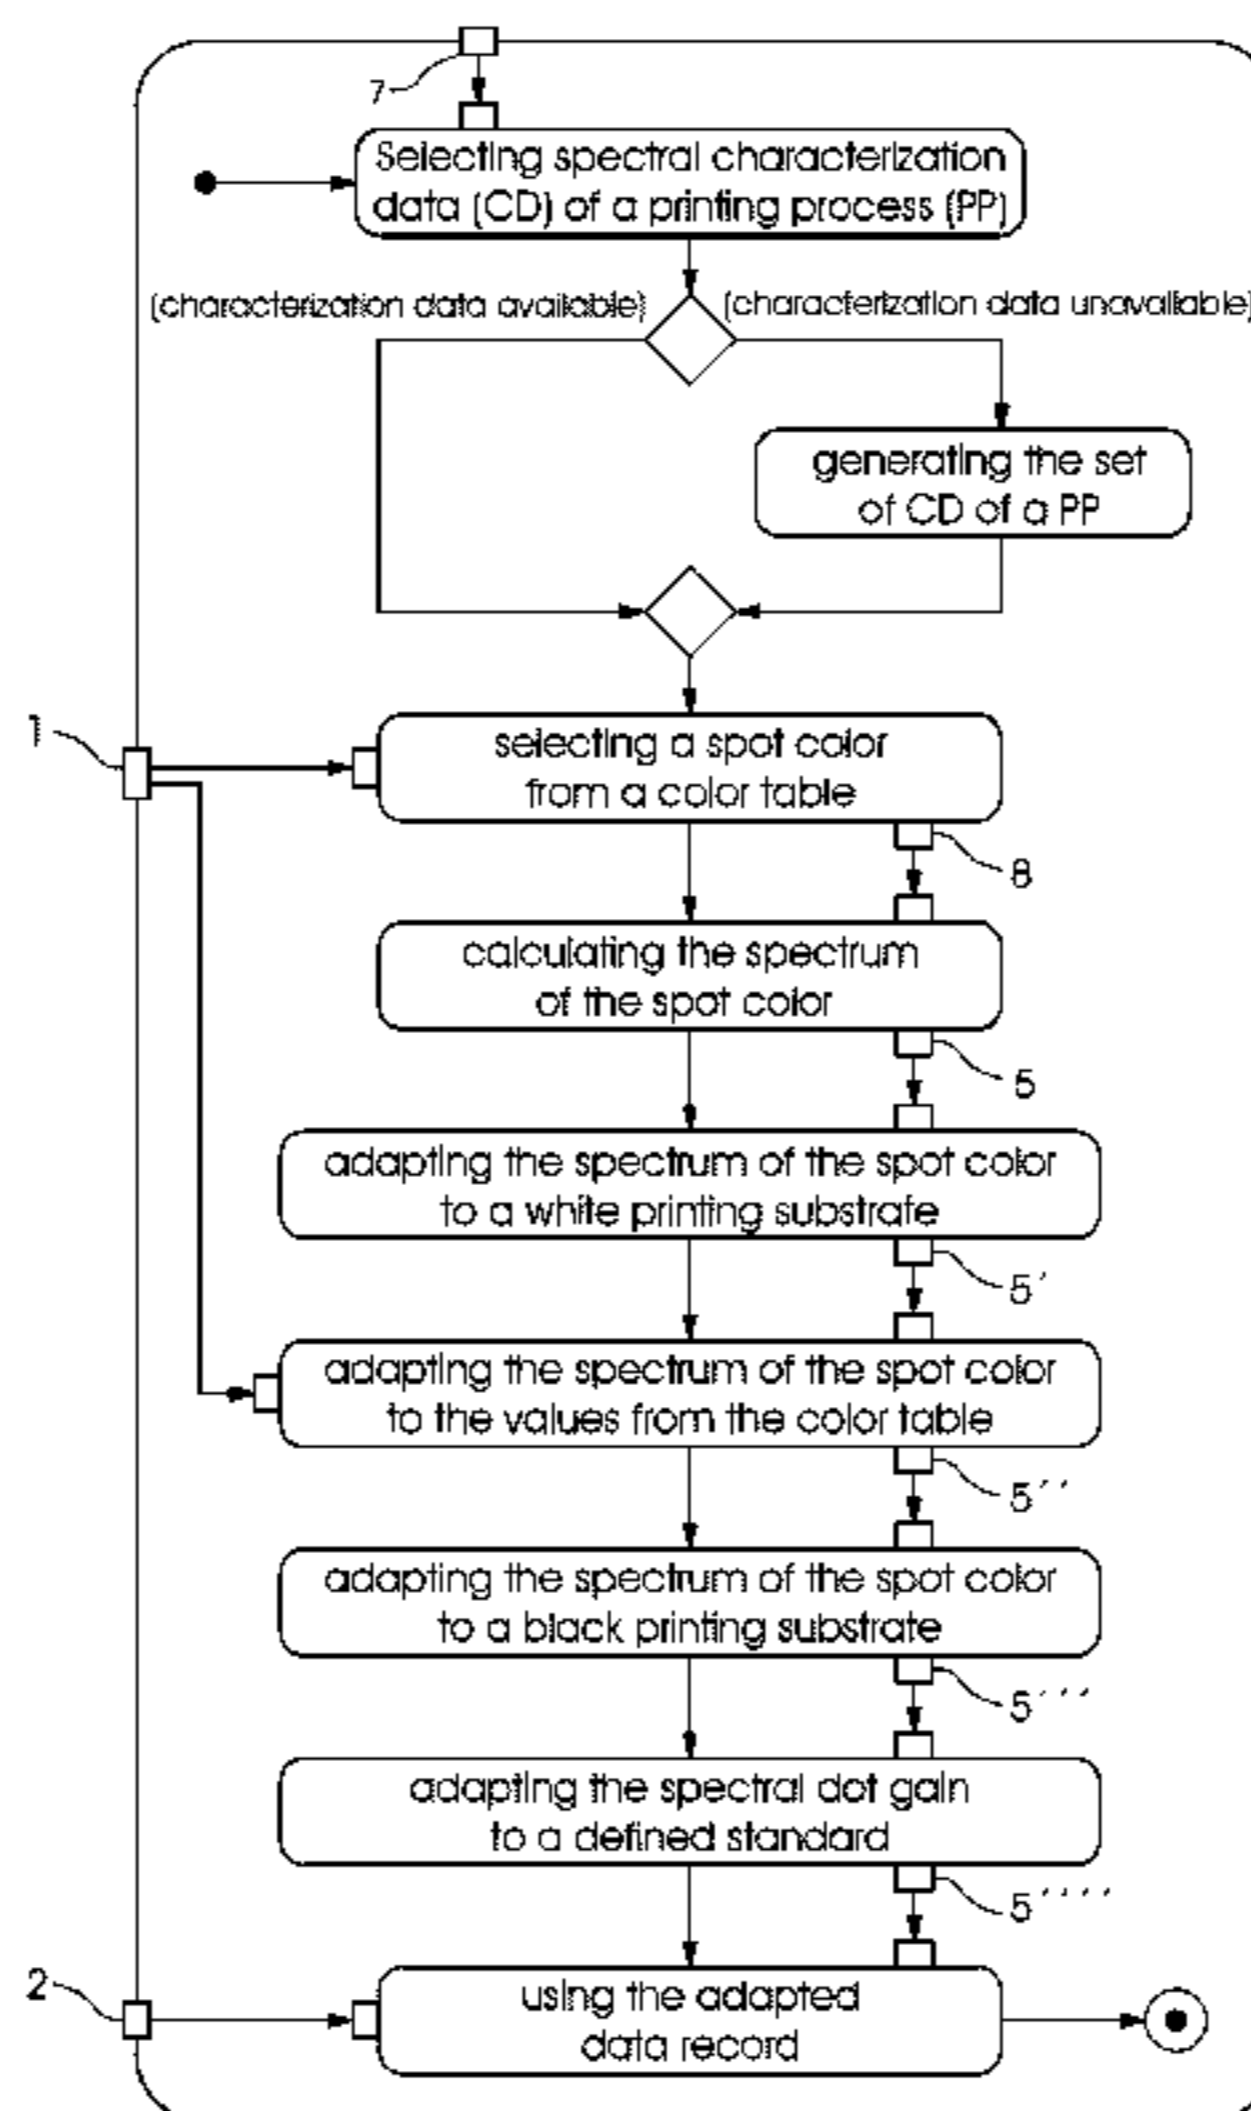 7
Selecting spectral characterization
data (CD) of a printing process (PP)
(characterization data available)
(characterization data unavailable)
generating the set
of CD of a PP
1
selecting a spot color
from a color table
8
calculating the spectrum
of the spot color
5
adapting the spectrum of the spot color
to a white printing substrate
5´
adapting the spectrum of the spot color
to the values from the color table
5´´
adapting the spectrum of the spot color
to a black printing substrate
5´´´
adapting the spectral dot gain
to a defined standard
5´´´´
2
using the adapted
data record